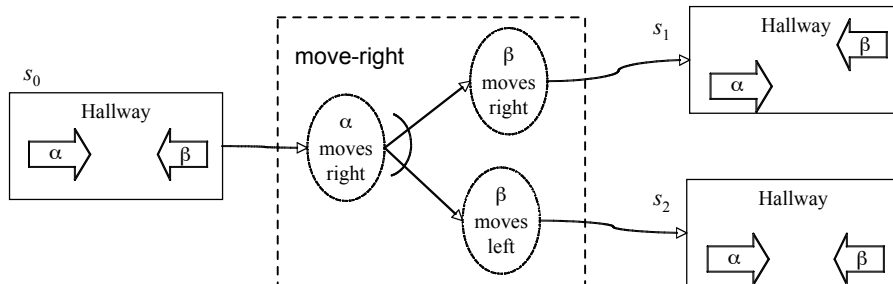 s0
Hallway
α
β
move-right
α
moves
right
β
moves
right
β
moves
left
s1
Hallway
β
α
s2
Hallway
α
β